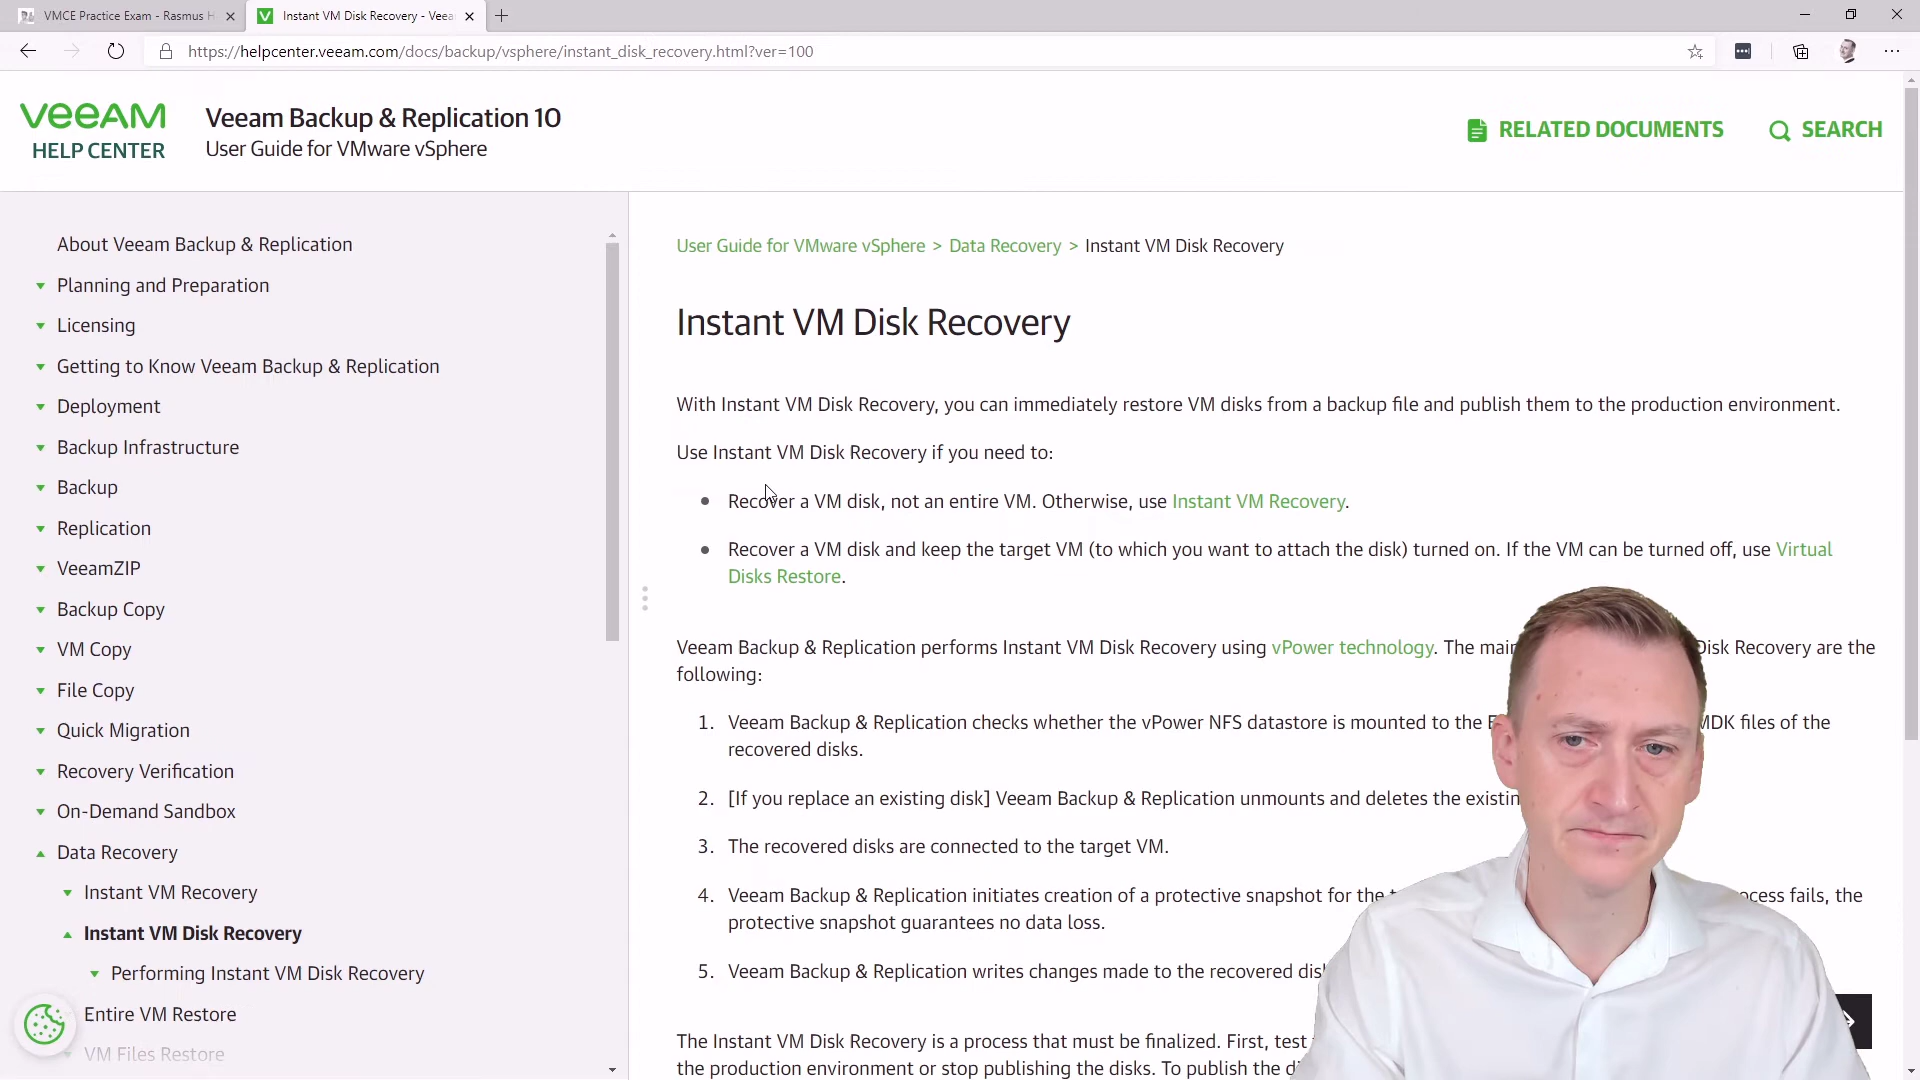 VMCE Practice Exam - Rasmus H
Instant VM Disk Recovery - Veea
https://helpcenter.veeam.com/docs/backup/vsphere/instant_disk_recovery.html?ver=100
veeAM
HELP CENTER
Veeam Backup & Replication 10
User Guide for VMware vSphere
RELATED DOCUMENTS
SEARCH
About Veeam Backup & Replication
Planning and Preparation
Licensing
Getting to Know Veeam Backup & Replication
Deployment
Backup Infrastructure
Backup
Replication
VeeamZIP
Backup Copy
VM Copy
File Copy
Quick Migration
Recovery Verification
On-Demand Sandbox
Data Recovery
Instant VM Recovery
Instant VM Disk Recovery
Performing Instant VM Disk Recovery
Entire VM Restore
VM Files Restore
User Guide for VMware vSphere > Data Recovery > Instant VM Disk Recovery
Instant VM Disk Recovery
With Instant VM Disk Recovery, you can immediately restore VM disks from a backup file and publish them to the production environment.
Use Instant VM Disk Recovery if you need to:
• Recover a VM disk, not an entire VM. Otherwise, use Instant VM Recovery.
• Recover a VM disk and keep the target VM (to which you want to attach the disk) turned on. If the VM can be turned off, use Virtual
Disks Restore.
Veeam Backup & Replication performs Instant VM Disk Recovery using vPower technology. The main Disk Recovery are the
following:
1. Veeam Backup & Replication checks whether the vPower NFS datastore is mounted to the MDK files of the
recovered disks.
2. [If you replace an existing disk] Veeam Backup & Replication unmounts and deletes the existin
3. The recovered disks are connected to the target VM.
4. Veeam Backup & Replication initiates creation of a protective snapshot for the ocess fails, the
protective snapshot guarantees no data loss.
5. Veeam Backup & Replication writes changes made to the recovered dis
The Instant VM Disk Recovery is a process that must be finalized. First, test
the production environment or stop publishing the disks. To publish the di